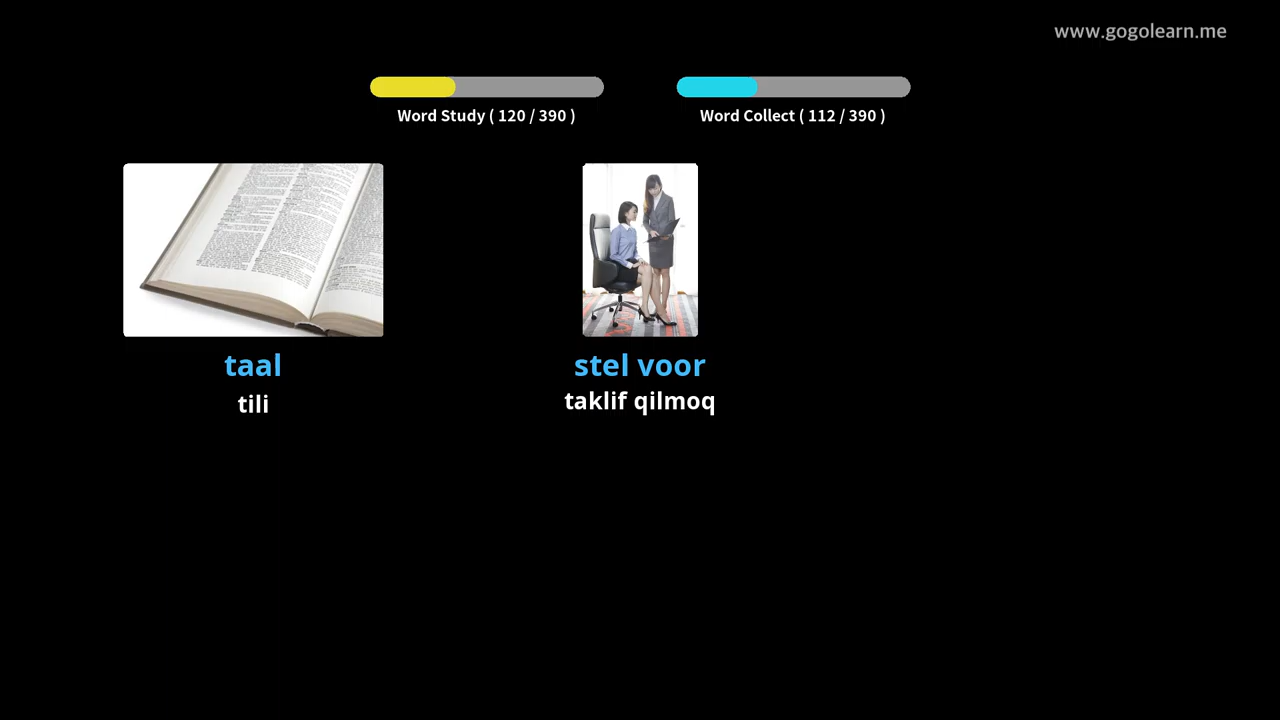 www.gogolearn.me
Word Study ( 120 / 390 )
Word Collect ( 112 / 390 )
taal
stel voor
tili
taklif qilmoq